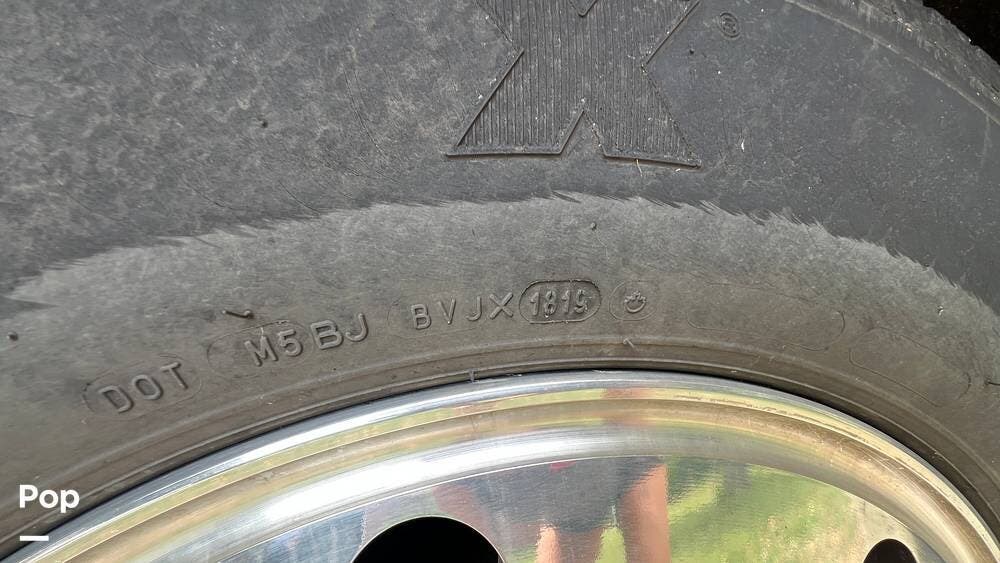 X ®
DOT M5BJ BVJX 1819
Pop